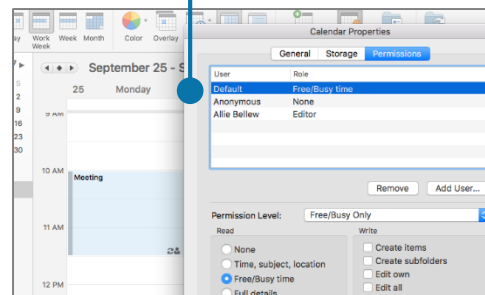 Calendar Properties
Work Week Week Month Color Overlay
General Storage Permissions
September 25 - S
25 Monday
User Role
Default Free/Busy time
Anonymous None
Allie Bellew Editor
S
2
9
16
23
30
9 AM
10 AM
Meeting
11 AM
12 PM
Remove Add User...
Permission Level: Free/Busy Only
Read Write
None
Time, subject, location
Free/Busy time
Full details
Create items
Create subfolders
Edit own
Edit all